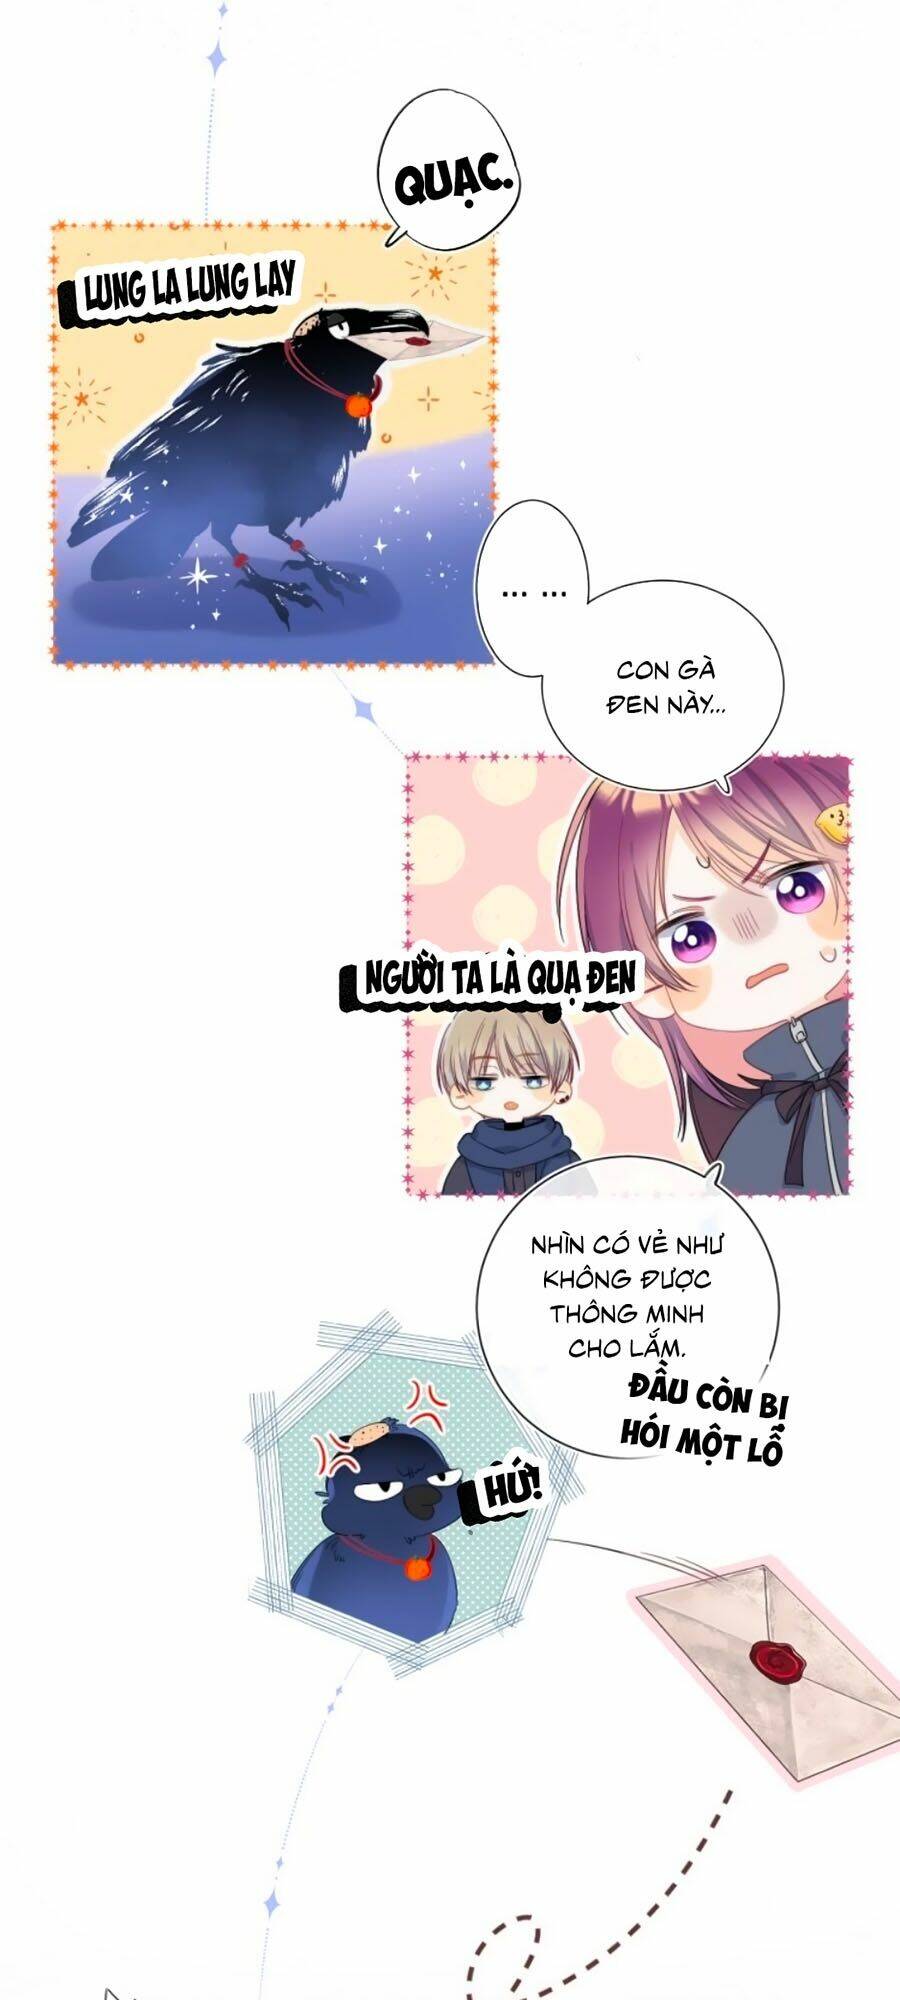 QUẠC.
LUNG LA LUNG LAY
... ...
CON GÀ
ĐEN NÀY...
NGƯỜI TA LÀ QUẠ ĐEN
NHÌN CÓ VẺ NHƯ
KHÔNG ĐƯỢC
THÔNG MINH
CHO LẮM.
ĐẦU CÒN BỊ
HÓI MỘT LỖ
HỨ!